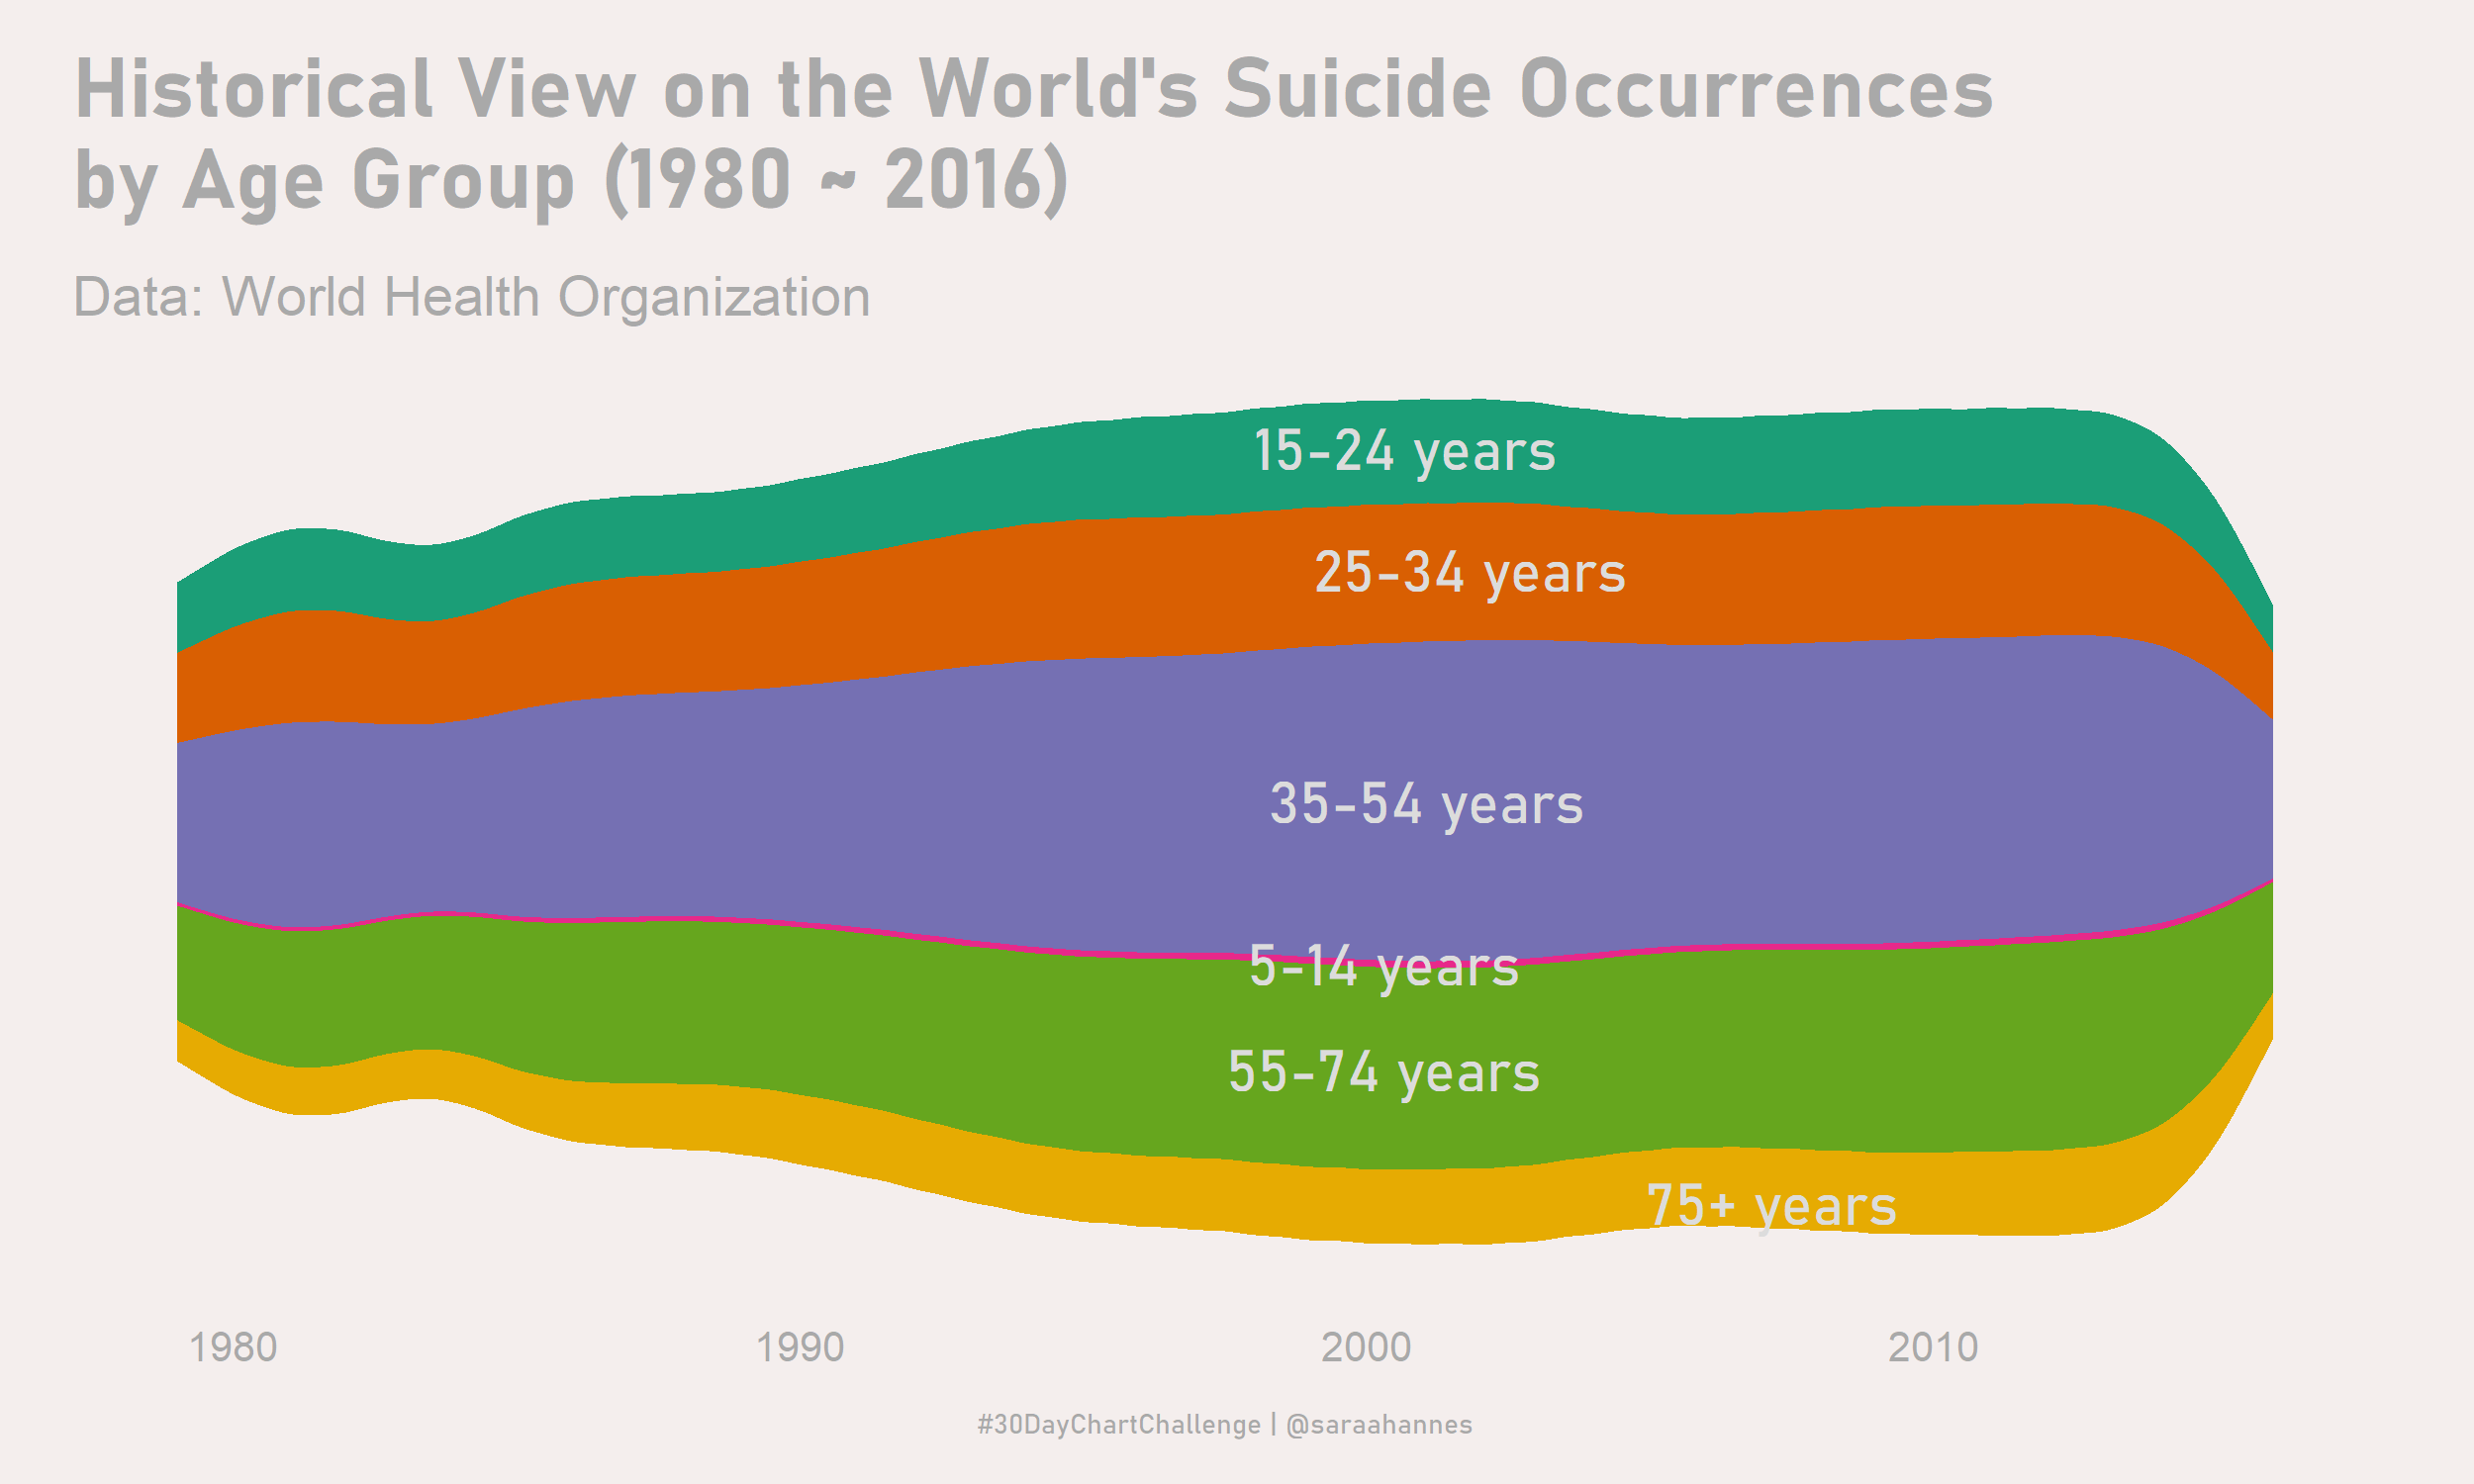 Historical View on the World's Suicide Occurrences
by Age Group (1980 ~ 2016)
Data: World Health Organization
15-24 years
25-34 years
35-54 years
5-14 years
55-74 years
75+ years
1980 1990 2000 2010
#30DayChartChallenge | @saraahannes